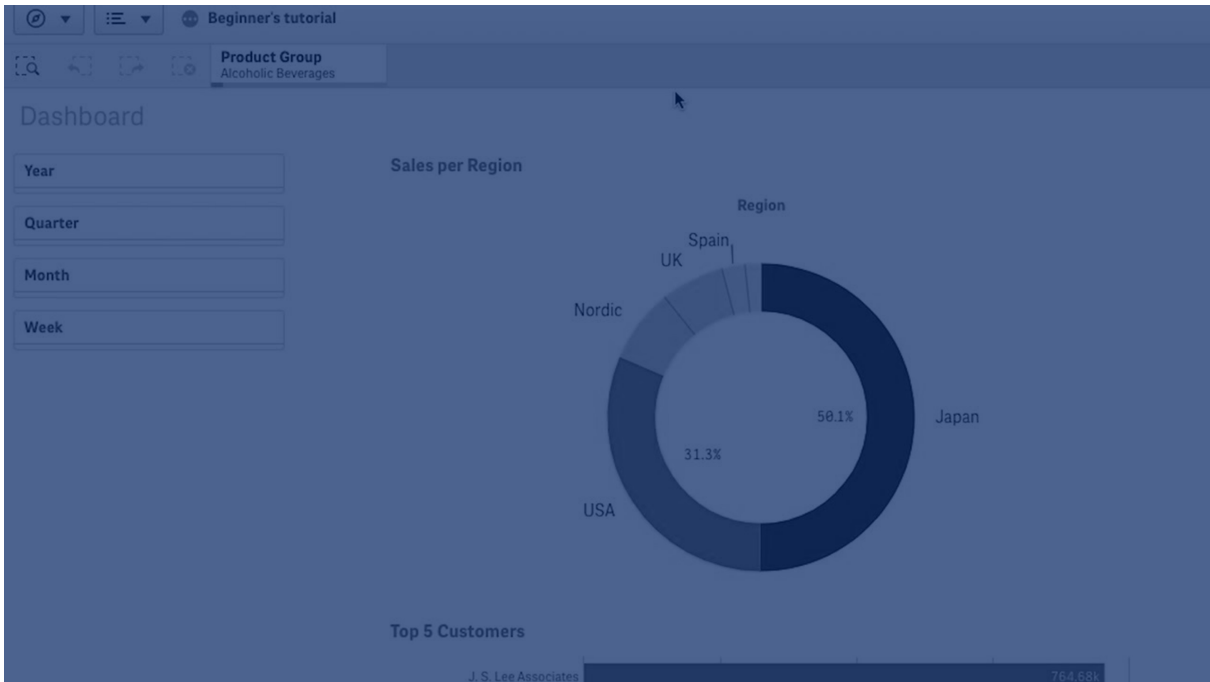 Beginner's tutorial
Product Group
Alcoholic Beverages
Dashboard
Year
Quarter
Month
Week
Sales per Region
Region
Spain
UK
Nordic
50.1%
Japan
31.3%
USA
Top 5 Customers
J. S. Lee Associates
764.68k